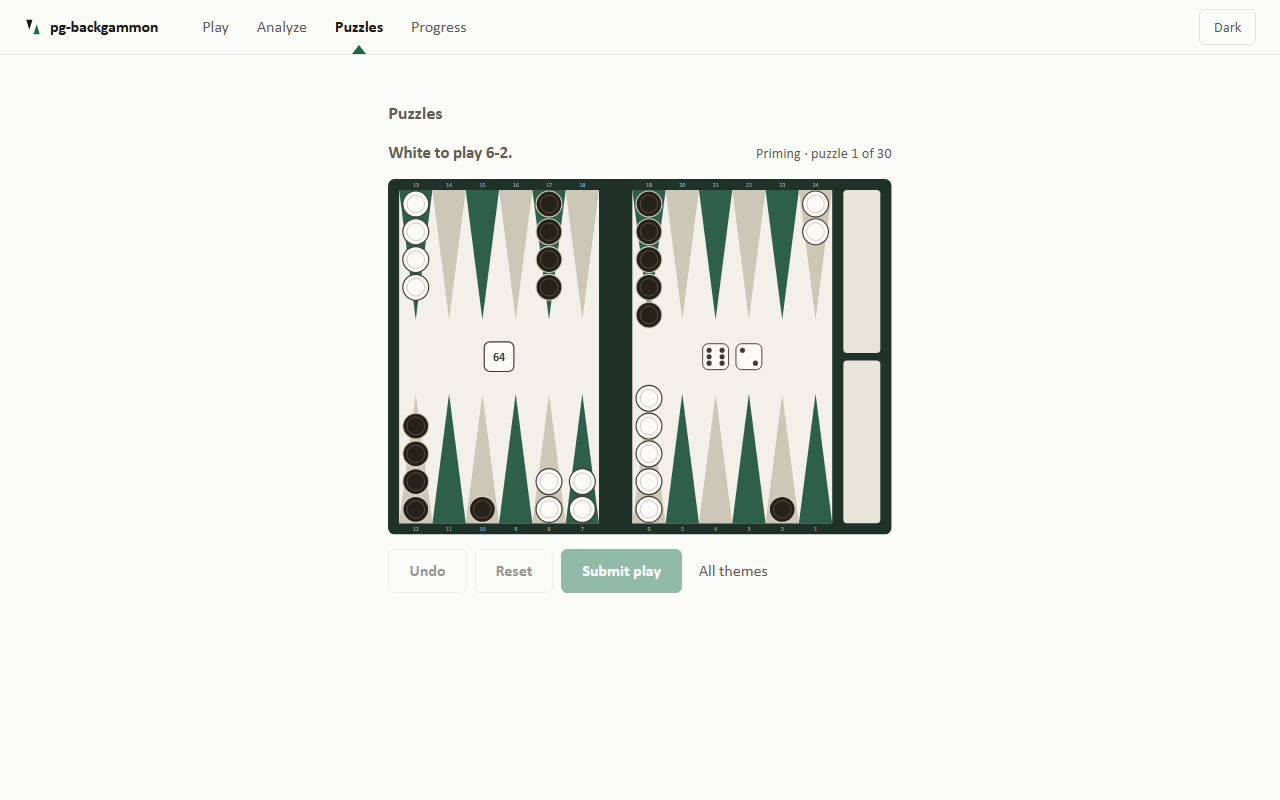 pg-backgammon Play Analyze Puzzles Progress Dark
Puzzles
White to play 6-2. Priming · puzzle 1 of 30
13 14 15 16 17 18 19 20 21 22 23 24
64
12 11 10 9 8 7 6 5 4 3 2 1
Undo Reset Submit play All themes